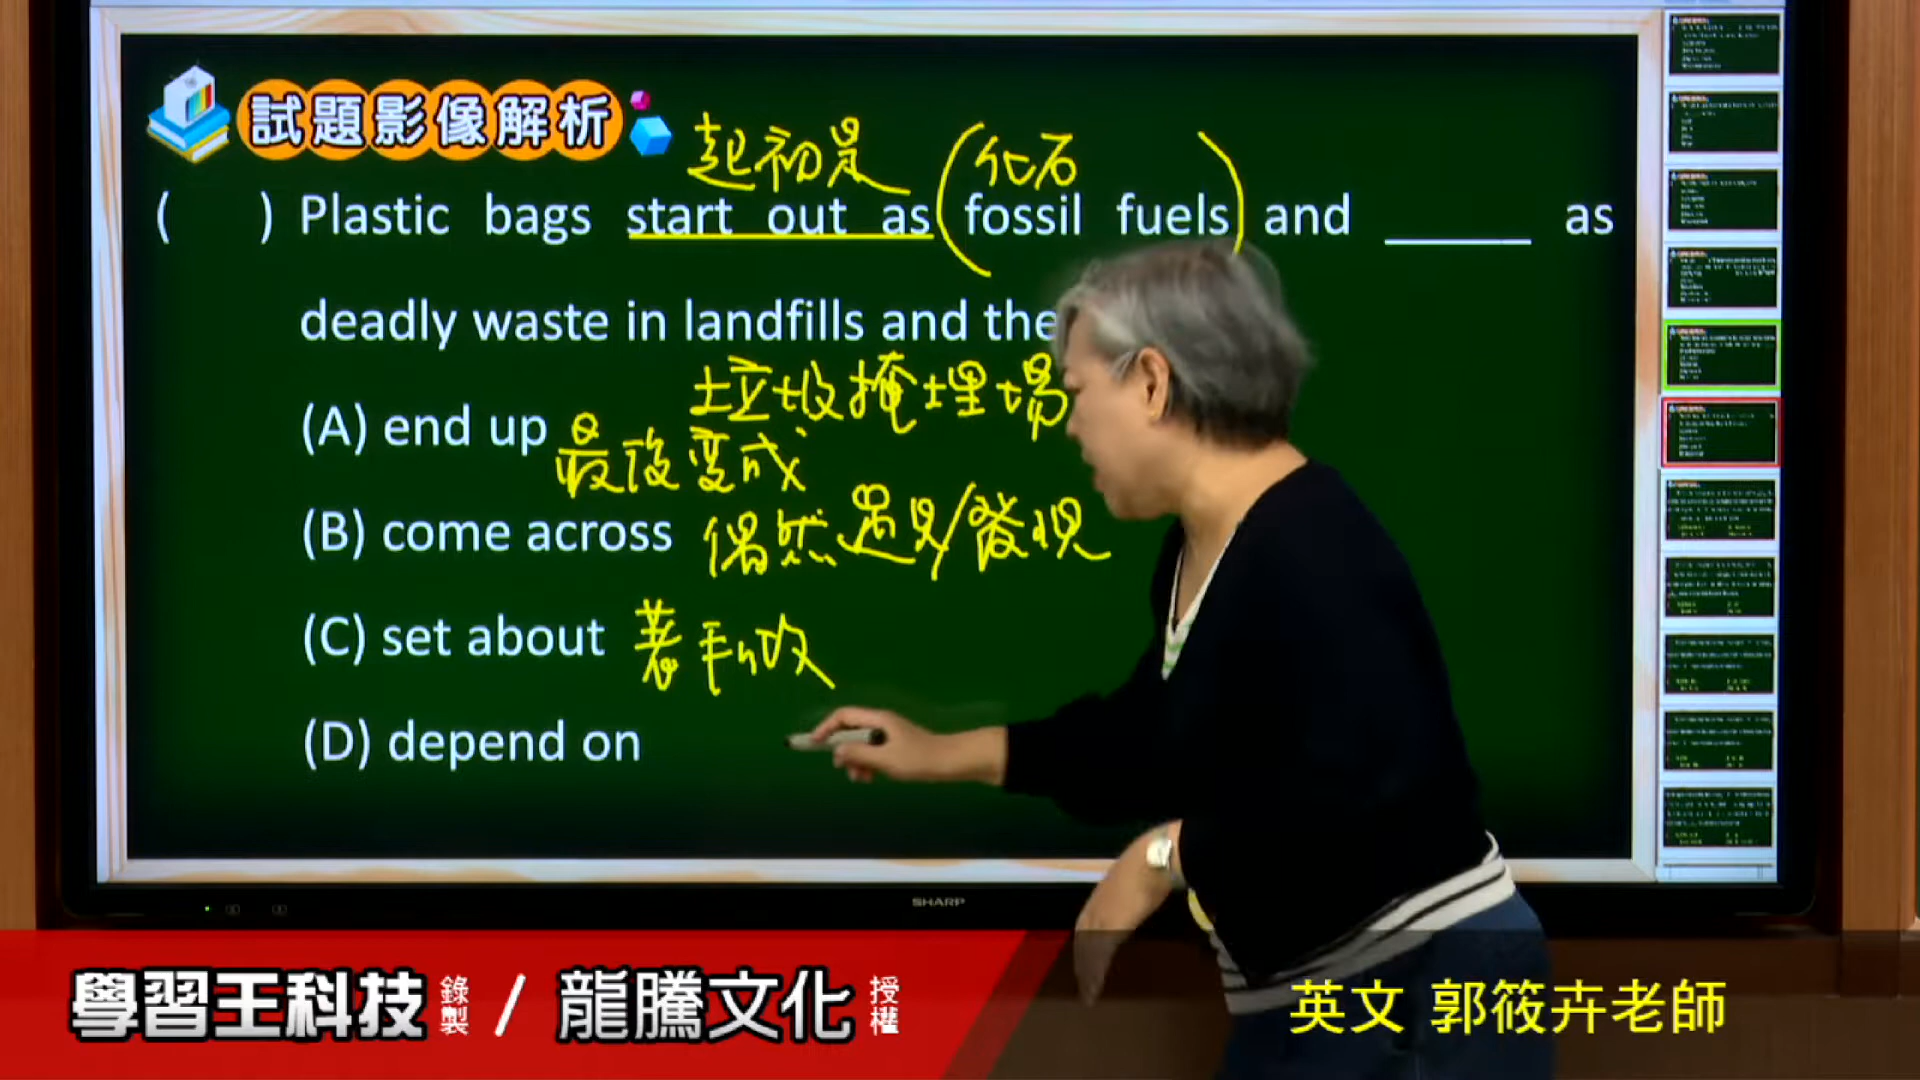 試題影像解析
起初是 化石
( ) Plastic bags start out as (fossil fuels) and ______ as
deadly waste in landfills and the
垃圾掩埋場
(A) end up 最後變成
(B) come across 偶然遇見/發現
(C) set about 著手做
(D) depend on
SHARP
學習王科技 錄製 / 龍騰文化 授權
英文 郭筱卉老師